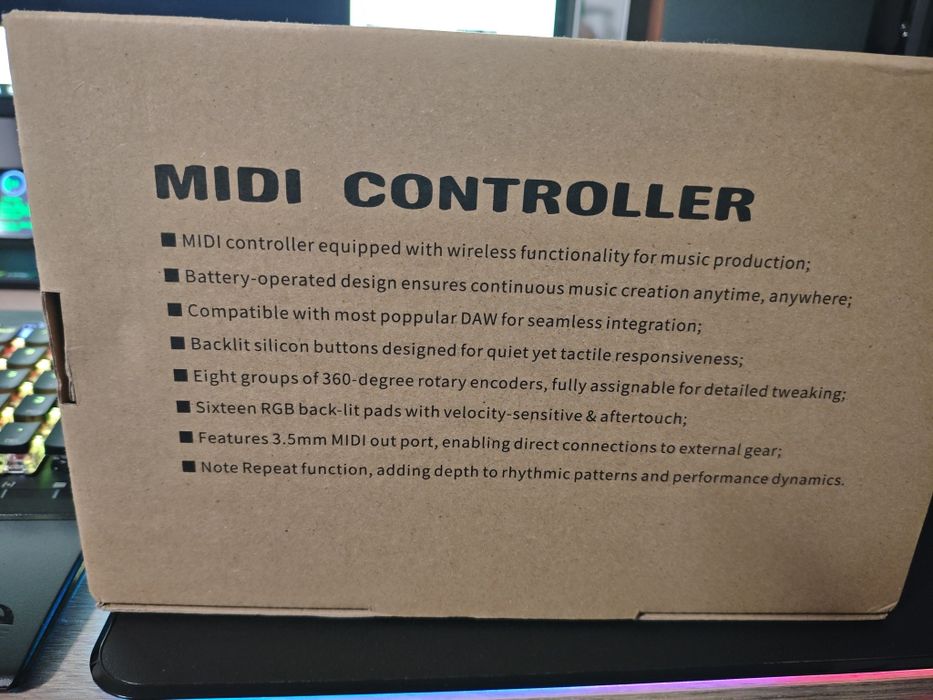 MIDI CONTROLLER
■ MIDI controller equipped with wireless functionality for music production;
■ Battery-operated design ensures continuous music creation anytime, anywhere;
■ Compatible with most poppular DAW for seamless integration;
■ Backlit silicon buttons designed for quiet yet tactile responsiveness;
■ Eight groups of 360-degree rotary encoders, fully assignable for detailed tweaking;
■ Sixteen RGB back-lit pads with velocity-sensitive & aftertouch;
■ Features 3.5mm MIDI out port, enabling direct connections to external gear;
■ Note Repeat function, adding depth to rhythmic patterns and performance dynamics.